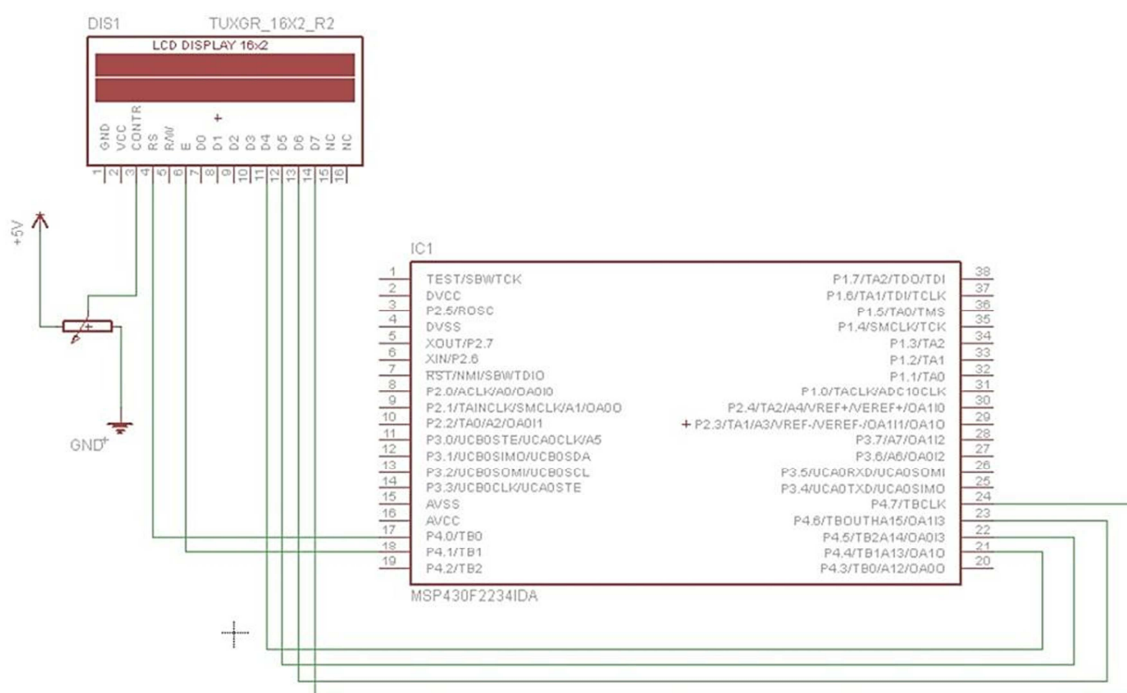 DIS1
TUXGR_16X2_R2
LCD DISPLAY 16x2
GND
VCC
CONTR
RS
R/W
E
D0
D1
D2
D3
D4
D5
D6
D7
NC
NC
1
2
3
4
5
6
7
8
9
10
11
12
13
14
15
16
+5V
GND
IC1
1 TEST/SBWTCK P1.7/TA2/TDO/TDI 38
2 DVCC P1.6/TA1/TDI/TCLK 37
3 P2.5/ROSC P1.5/TA0/TMS 36
4 DVSS P1.4/SMCLK/TCK 35
5 XOUT/P2.7 P1.3/TA2 34
6 XIN/P2.6 P1.2/TA1 33
7 RST/NMI/SBWTDIO P1.1/TA0 32
8 P2.0/ACLK/A0/OA0I0 P1.0/TACLK/ADC10CLK 31
9 P2.1/TAINCLK/SMCLK/A1/OA0O P2.4/TA2/A4/VREF+/VEREF+/OA1I0 30
10 P2.2/TA0/A2/OA0I1 P2.3/TA1/A3/VREF-/VEREF-/OA1I1/OA1O 29
11 P3.0/UCB0STE/UCA0CLK/A5 P3.7/A7/OA1I2 28
12 P3.1/UCB0SIMO/UCB0SDA P3.6/A6/OA0I2 27
13 P3.2/UCB0SOMI/UCB0SCL P3.5/UCA0RXD/UCA0SOMI 26
14 P3.3/UCB0CLK/UCA0STE P3.4/UCA0TXD/UCA0SIMO 25
15 AVSS P4.7/TBCLK 24
16 AVCC P4.6/TBOUTHA15/OA1I3 23
17 P4.0/TB0 P4.5/TB2A14/OA0I3 22
18 P4.1/TB1 P4.4/TB1A13/OA1O 21
19 P4.2/TB2 P4.3/TB0/A12/OA0O 20
MSP430F2234IDA